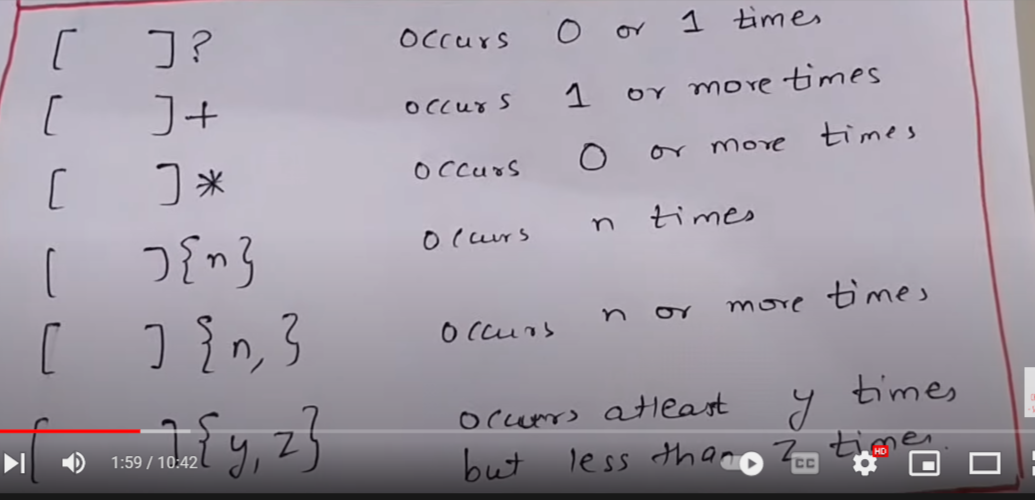 [ ]? occurs 0 or 1 times
[ ]+ occurs 1 or more times
[ ]* occurs 0 or more times
[ ]{n} occurs n times
[ ]{n,} occurs n or more times
[ ]{y,z} occurs atleast y times
but less than z times.
1:59 / 10:42
CC
HD